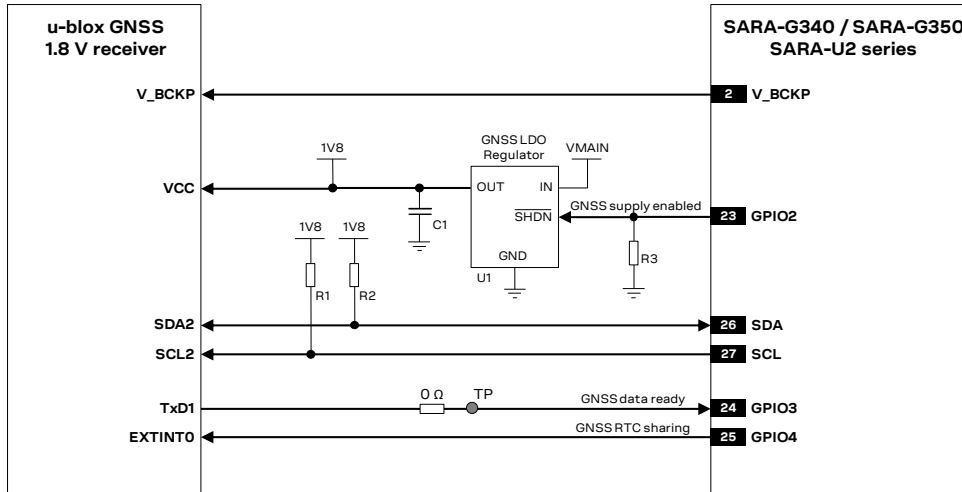 u-blox GNSS
1.8 V receiver
SARA-G340 / SARA-G350
SARA-U2 series
V_BCKP
2 V_BCKP
GNSS LDO
Regulator
1V8
VMAIN
VCC
OUT
IN
C1
SHDN
GNSS supply enabled
23 GPIO2
1V8
1V8
GND
R3
U1
R1
R2
SDA2
26 SDA
SCL2
27 SCL
0 Ω
TP
TxD1
GNSS data ready
24 GPIO3
EXTINT0
GNSS RTC sharing
25 GPIO4